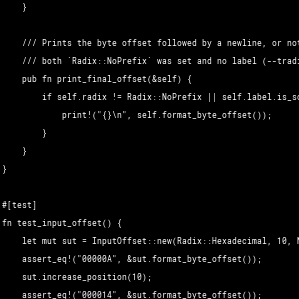 }
/// Prints the byte offset followed by a newline, or not
/// both `Radix::NoPrefix` was set and no label (--trad
pub fn print_final_offset(&self) {
if self.radix != Radix::NoPrefix || self.label.is_so
print!("{}\n", self.format_byte_offset());
}
}
}
#[test]
fn test_input_offset() {
let mut sut = InputOffset::new(Radix::Hexadecimal, 10, N
assert_eq!("00000A", &sut.format_byte_offset());
sut.increase_position(10);
assert_eq!("000014", &sut.format_byte_offset());